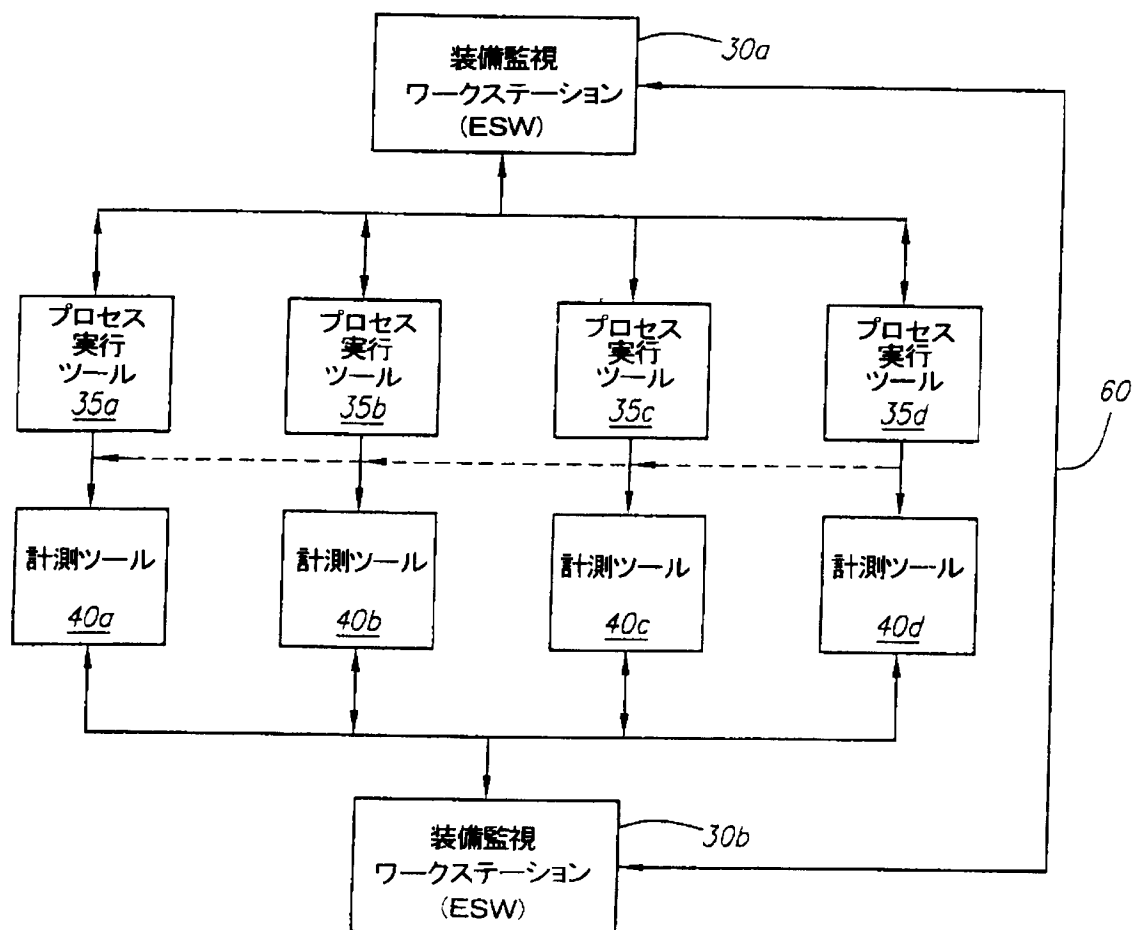 装備監視
ワークステーション
(ESW)
30a
プロセス
実行
ツール
35a
プロセス
実行
ツール
35b
プロセス
実行
ツール
35c
プロセス
実行
ツール
35d
60
計測ツール
40a
計測ツール
40b
計測ツール
40c
計測ツール
40d
装備監視
ワークステーション
(ESW)
30b